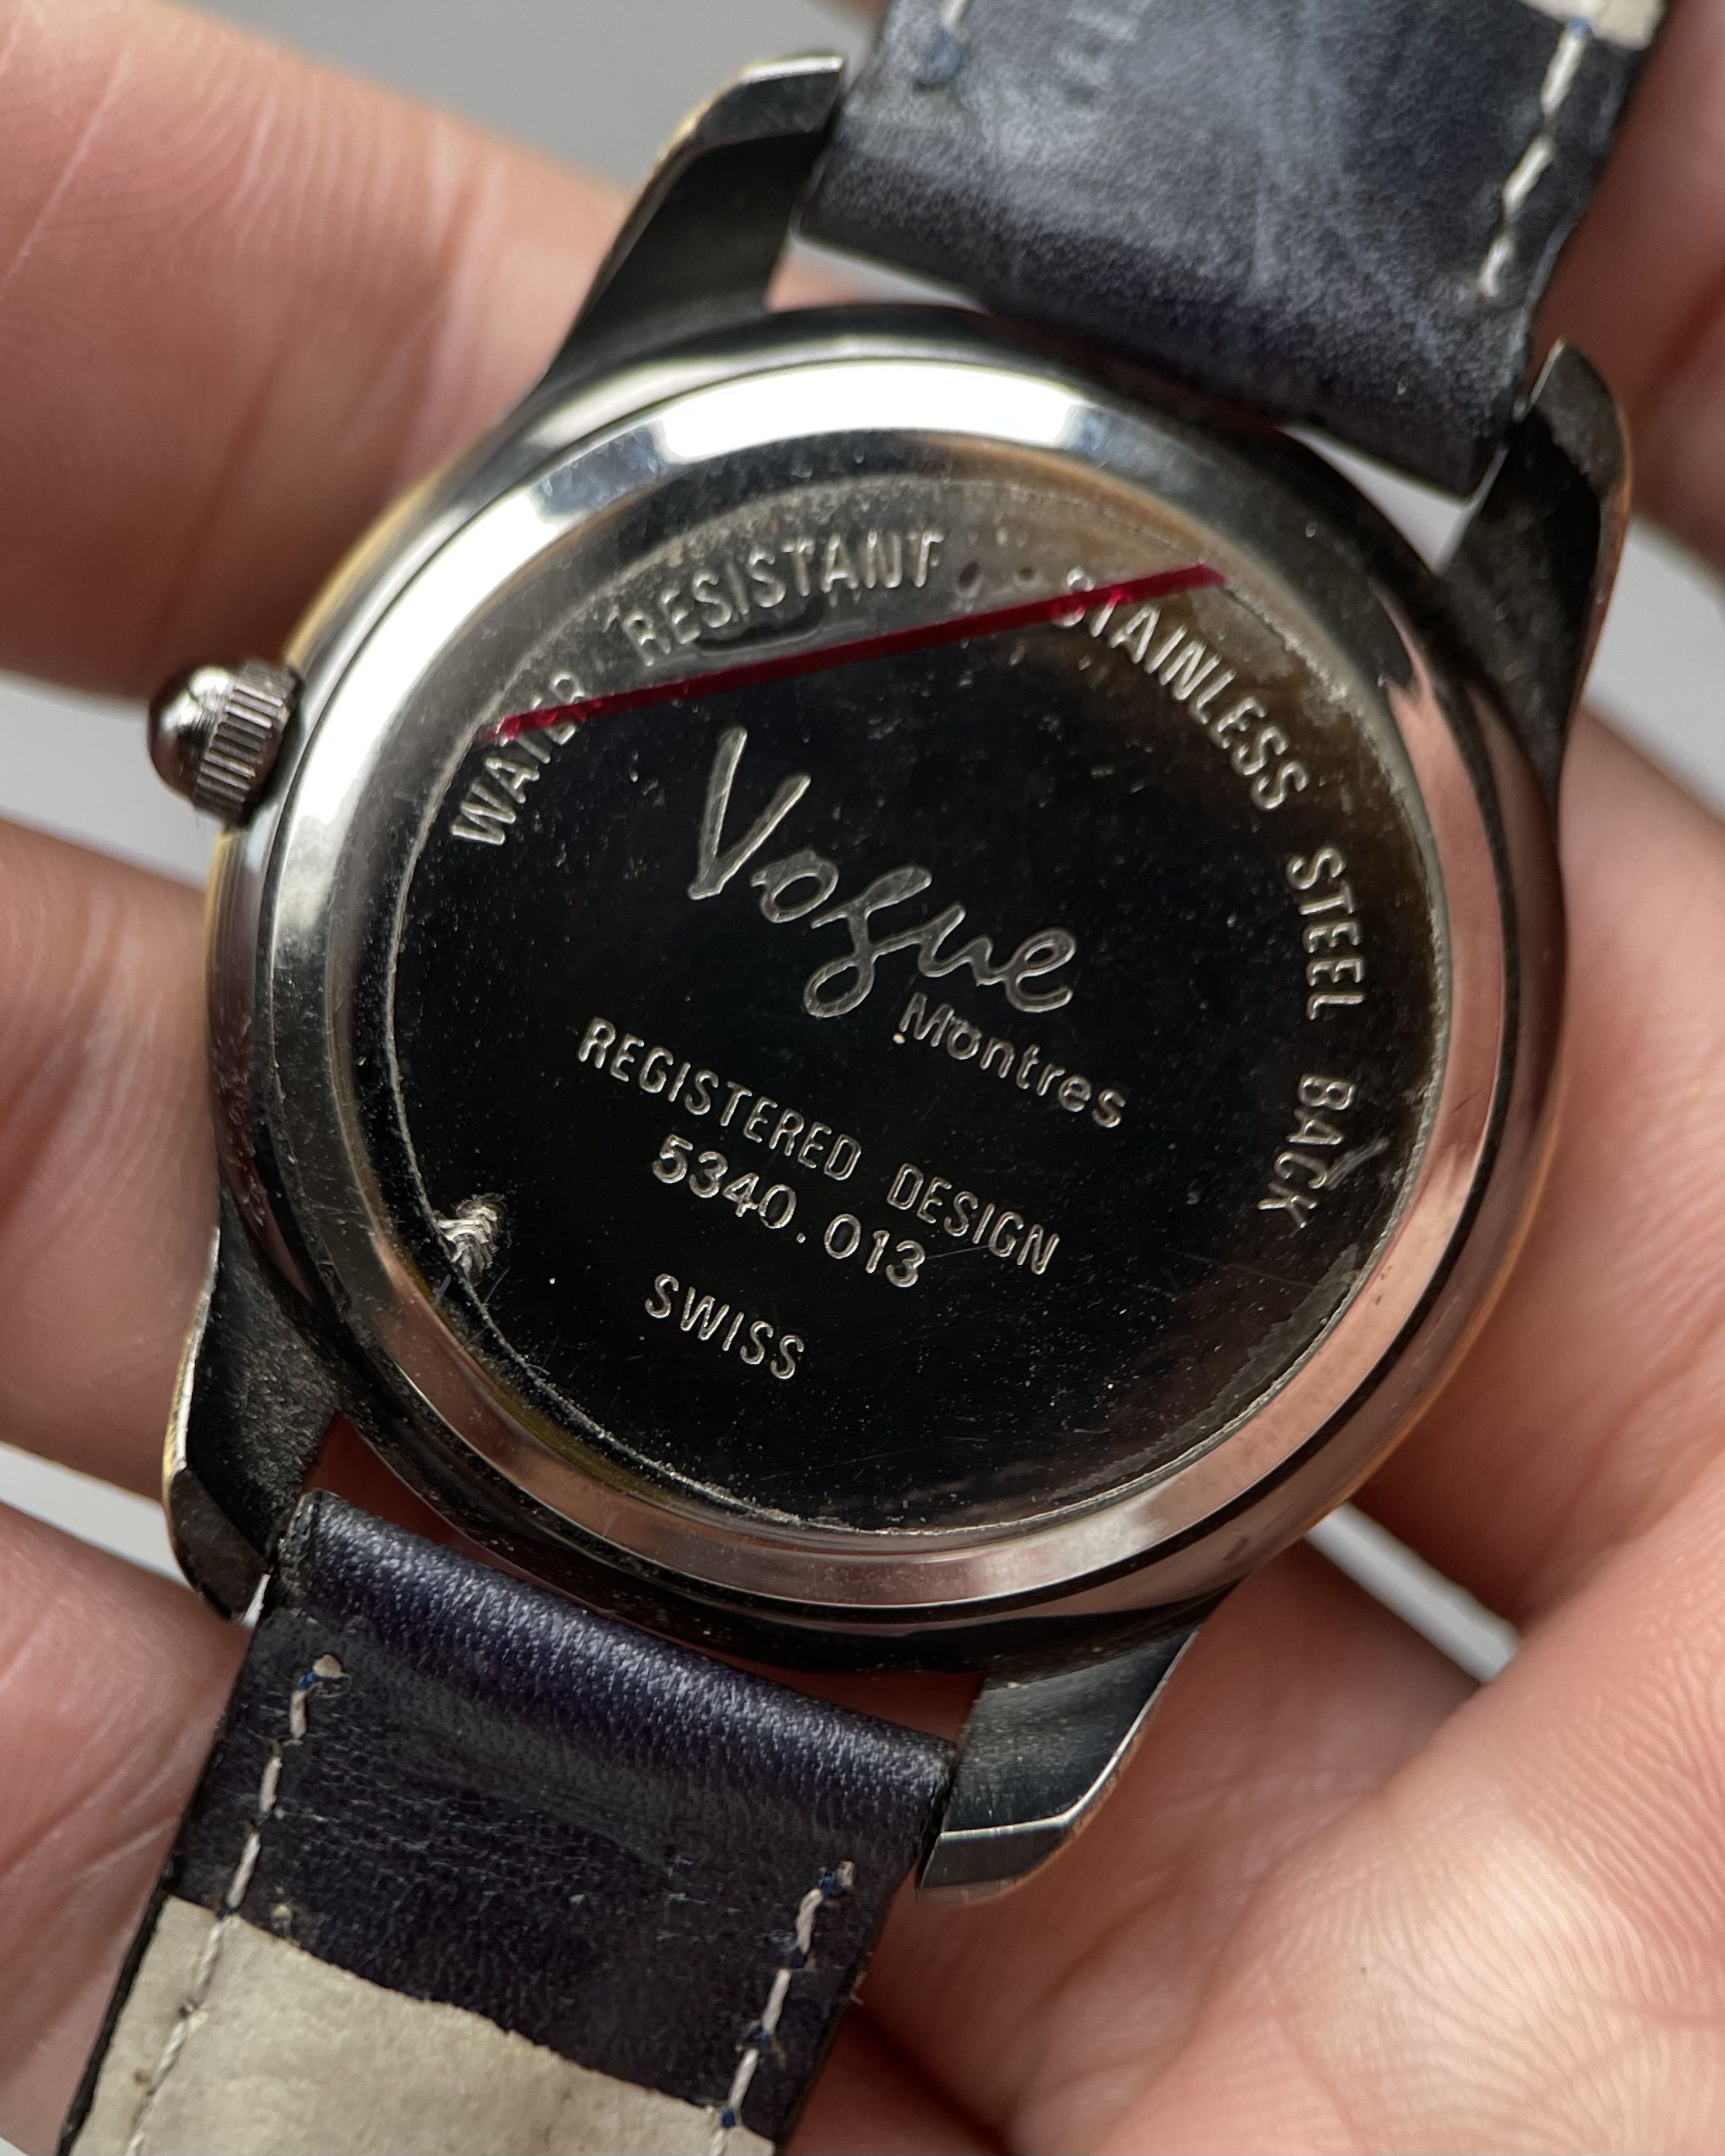 WATER RESISTANT STAINLESS STEEL BACK
Vogue
Montres
REGISTERED DESIGN
5340.013
SWISS